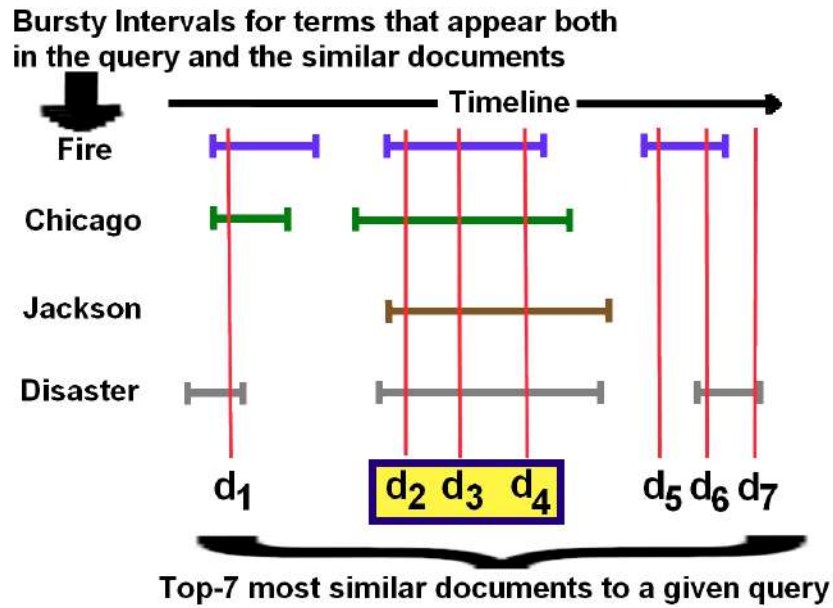 Bursty Intervals for terms that appear both
in the query and the similar documents
Timeline
Fire
Chicago
Jackson
Disaster
d1 d2 d3 d4 d5 d6 d7
Top-7 most similar documents to a given query